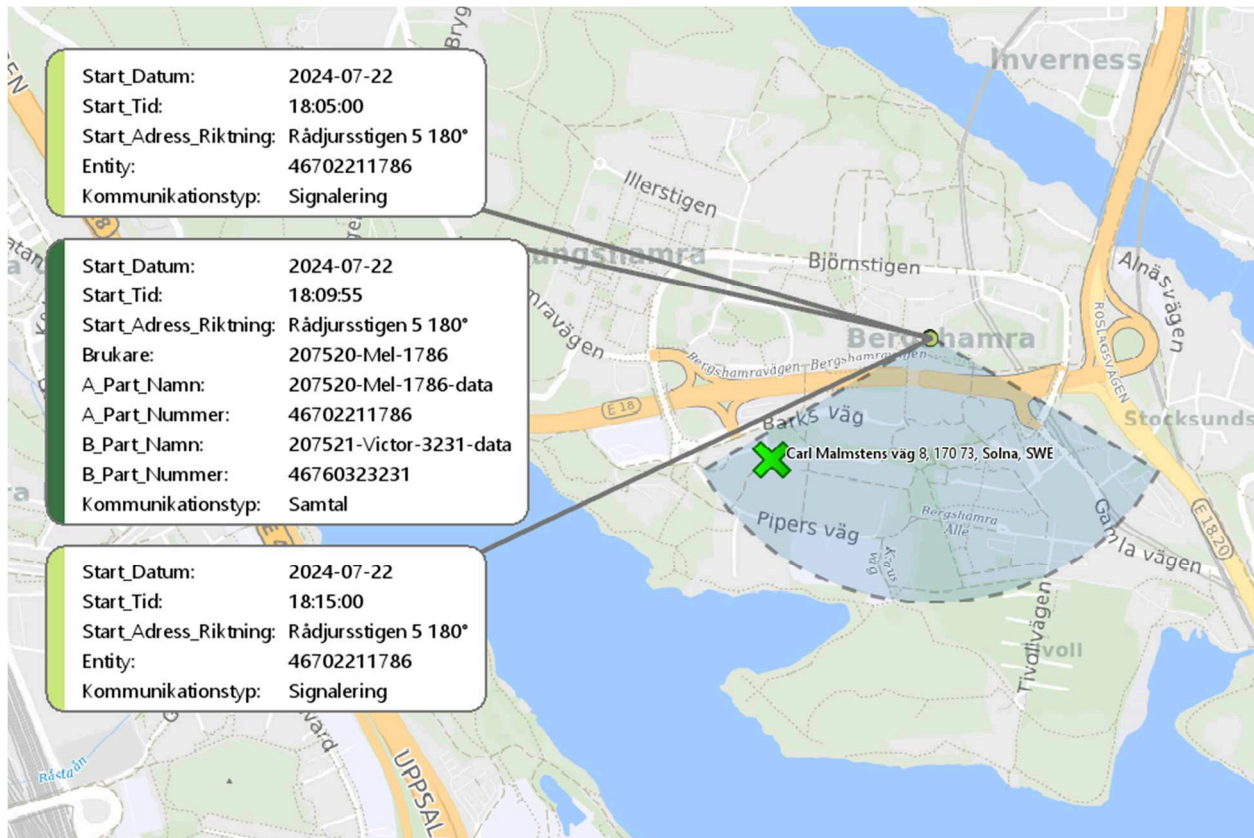 Start_Datum: 2024-07-22
Start_Tid: 18:05:00
Start_Adress_Riktning: Rådjursstigen 5 180°
Entity: 46702211786
Kommunikationstyp: Signalering
Start_Datum: 2024-07-22
Start_Tid: 18:09:55
Start_Adress_Riktning: Rådjursstigen 5 180°
Brukare: 207520-Mel-1786
A_Part_Namn: 207520-Mel-1786-data
A_Part_Nummer: 46702211786
B_Part_Namn: 207521-Victor-3231-data
B_Part_Nummer: 46760323231
Kommunikationstyp: Samtal
Start_Datum: 2024-07-22
Start_Tid: 18:15:00
Start_Adress_Riktning: Rådjursstigen 5 180°
Entity: 46702211786
Kommunikationstyp: Signalering
Inverness
Illerstigen
Björnstigen
Alnäsvägen
Bergshamra
ROSLAGSVÄGEN
Bergshamravägen
Bergshamravägen
E 18
Barks väg
Stocksunds
Carl Malmstens väg 8, 170 73, Solna, SWE
Pipers väg
Bergshamra
Allé
Gamla vägen
E 18.20
Tivolivägen
Råstaån
UPPSAL